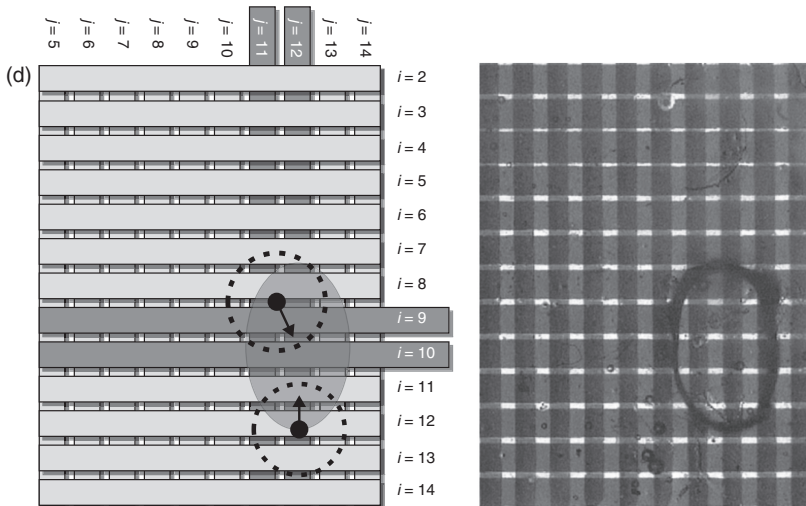 j = 5
j = 6
j = 7
j = 8
j = 9
j = 10
j = 11
j = 12
j = 13
j = 14
(d)
i = 2
i = 3
i = 4
i = 5
i = 6
i = 7
i = 8
i = 9
i = 10
i = 11
i = 12
i = 13
i = 14